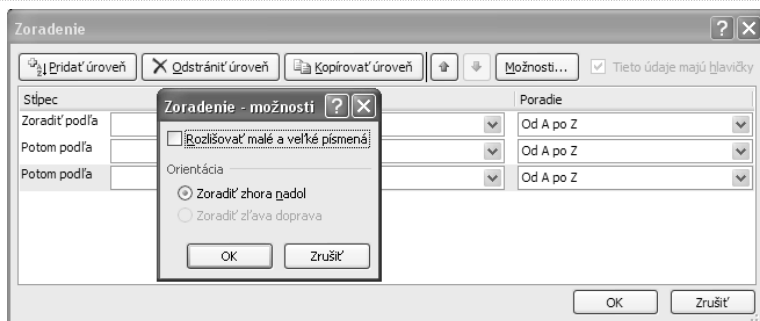 Zoradenie
Pridať úroveň Odstrániť úroveň Kopírovať úroveň Možnosti... Tieto údaje majú hlavičky
Stĺpec Poradie
Zoradiť podľa Od A po Z
Potom podľa Od A po Z
Potom podľa Od A po Z
Zoradenie - možnosti
Rozlišovať malé a veľké písmená
Orientácia
Zoradiť zhora nadol
Zoradiť zľava doprava
OK Zrušiť
OK Zrušiť